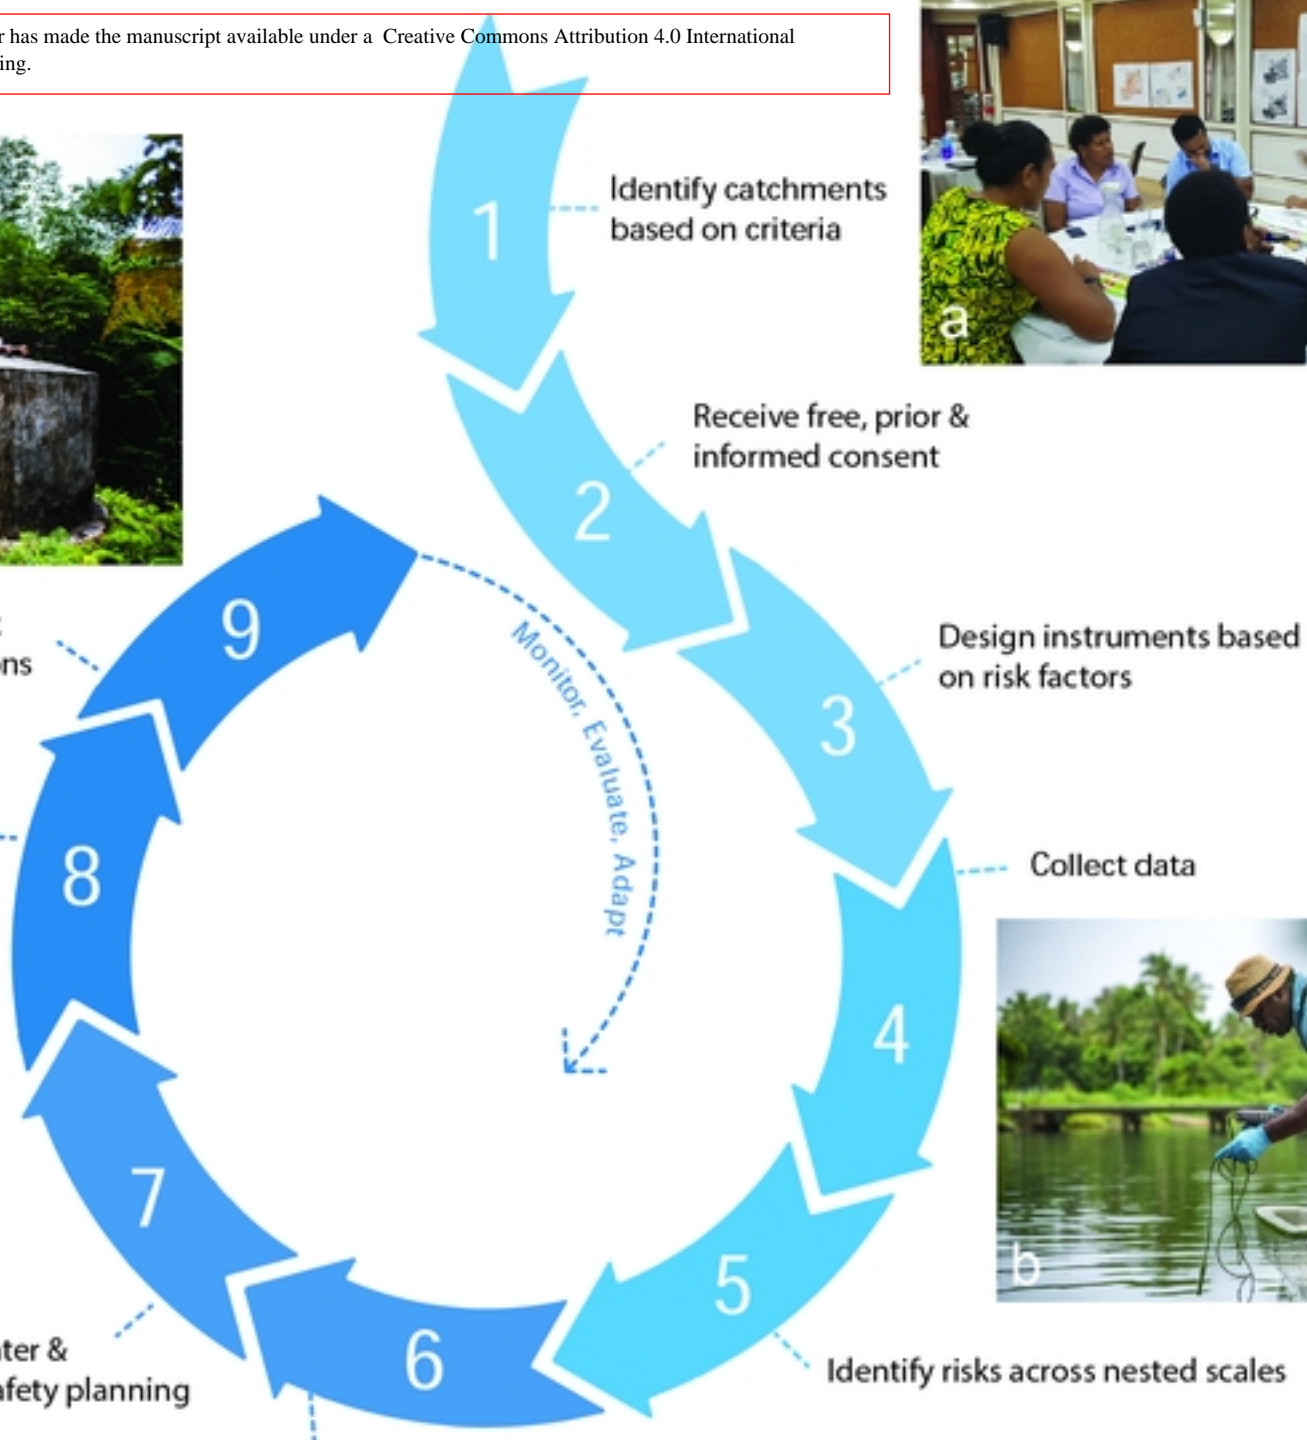 r has made the manuscript available under a Creative Commons Attribution 4.0 International
ing.
1
Identify catchments
based on criteria
a
Receive free, prior &
informed consent
2
9
ons
Monitor, Evaluate, Adapt
Design instruments based
on risk factors
3
8
Collect data
4
b
7
5
6
ter &
afety planning
Identify risks across nested scales